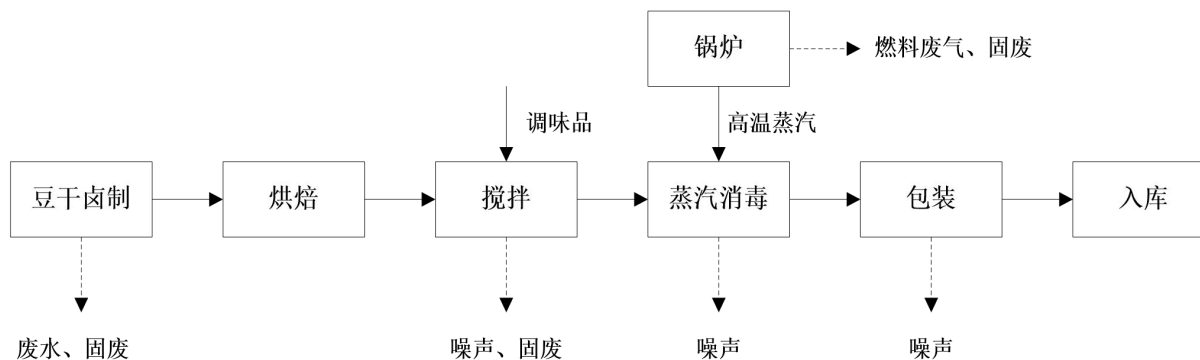 锅炉
燃料废气、固废
调味品
高温蒸汽
豆干卤制
烘焙
搅拌
蒸汽消毒
包装
入库
废水、固废
噪声、固废
噪声
噪声